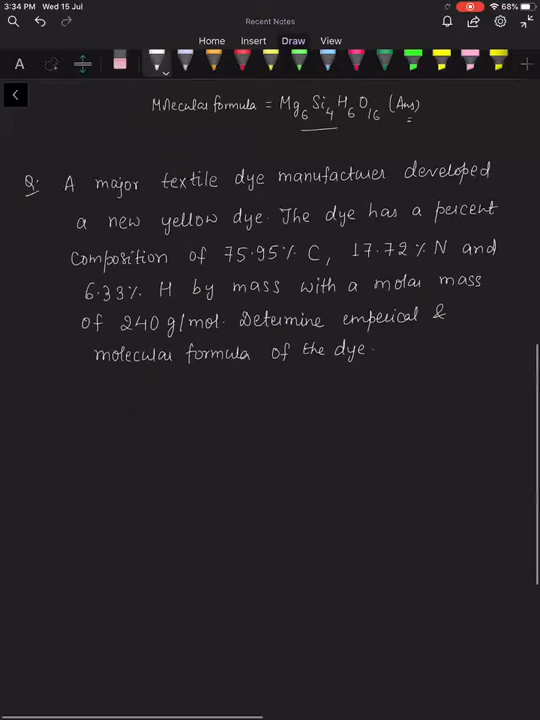 3:34 PM Wed 15 Jul
68%
Recent Notes
Home Insert Draw View
A
Molecular formula = Mg6 Si4 H6 O16 (Ans)
Q: A major textile dye manufacturer developed
a new yellow dye. The dye has a percent
composition of 75.95% C, 17.72% N and
6.33% H by mass with a molar mass
of 240 g/mol. Determine emperical &
molecular formula of the dye.